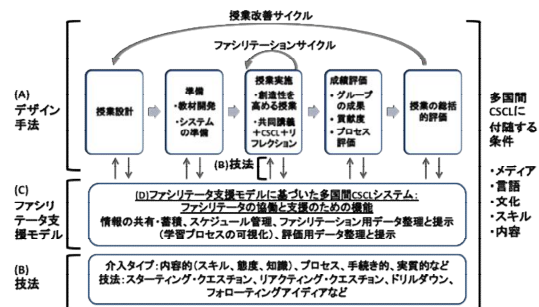 授業改善サイクル
ファシリテーションサイクル
(A)
デザイン
手法
授業設計
準備
・教材開発
・システム
の準備
授業実施
・創造性を
高める授業
・共同講義
+CSCL+リ
フレクション
成績評価
・グループ
の成果
・貢献度
・プロセス
評価
授業の総括
的評価
(B)技法
多国間
CSCLに
付随する
条件
・メディア
・言語
・文化
・スキル
・内容
(C)
ファシリ
テータ支
援モデル
(D)ファシリテータ支援モデルに基づいた多国間CSCLシステム:
ファシリテータの協働と支援のための機能
情報の共有・蓄積、スケジュール管理、ファシリテーション用データ整理と提示
(学習プロセスの可視化)、評価用データ整理と提示
(B)
技法
介入タイプ:内容的(スキル、態度、知識)、プロセス、手続き的、実質的など
技法:スターティング・クエスチョン、リアクティング・クエスチョン、ドリルダウン、
フォローティングアイディアなど